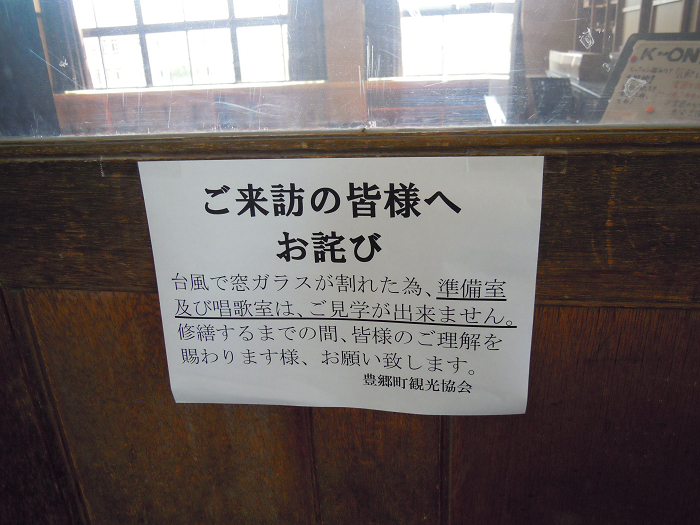 K-ON
ご来訪の皆様へ
お詫び
台風で窓ガラスが割れた為、準備室
及び唱歌室は、ご見学が出来ません。
修繕するまでの間、皆様のご理解を
賜わります様、お願い致します。
豊郷町観光協会